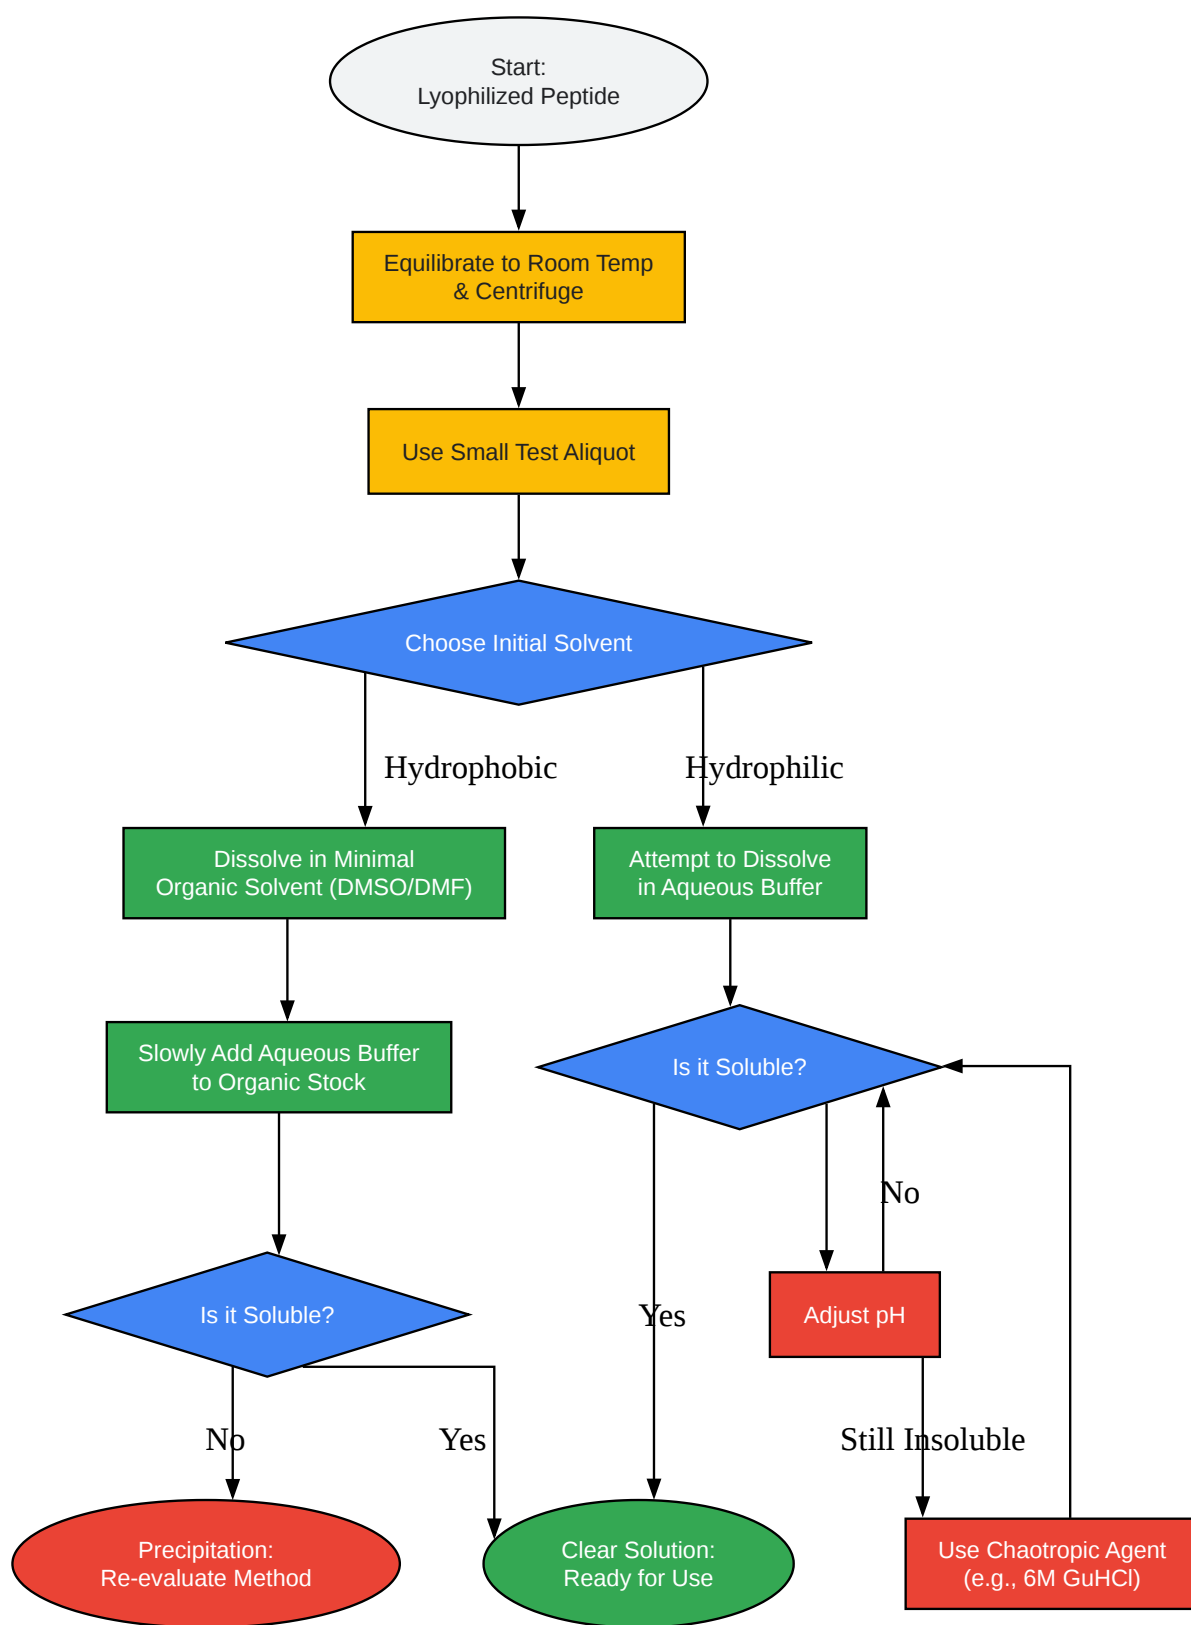 Start:
Lyophilized Peptide
Equilibrate to Room Temp
& Centrifuge
Use Small Test Aliquot
Choose Initial Solvent
Hydrophobic
Hydrophilic
Dissolve in Minimal
Organic Solvent (DMSO/DMF)
Attempt to Dissolve
in Aqueous Buffer
Slowly Add Aqueous Buffer
to Organic Stock
Is it Soluble?
No
Is it Soluble?
Yes
Adjust pH
No
Yes
Still Insoluble
Precipitation:
Re-evaluate Method
Clear Solution:
Ready for Use
Use Chaotropic Agent
(e.g., 6M GuHCl)